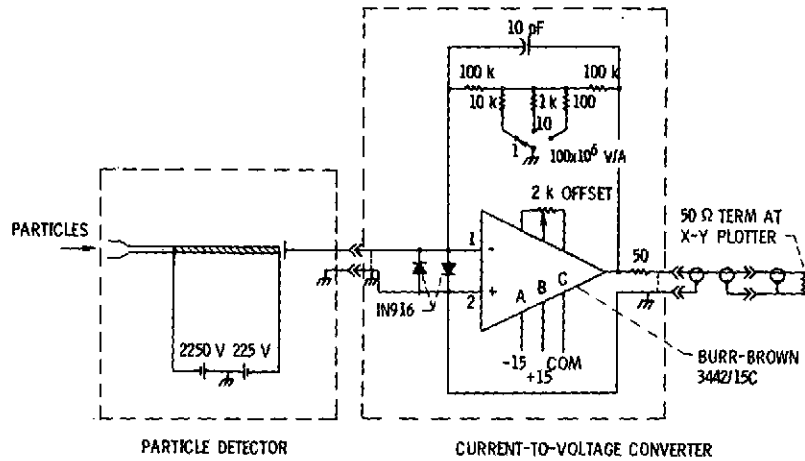 10 pF
100 k
100 k
10 k
1 k
100
10
1
100x10⁶ V/A
2 k OFFSET
50 Ω TERM AT
X-Y PLOTTER
PARTICLES
1
-
50
+
2
A
B
C
IN916
2250 V
225 V
-15
+15
COM
BURR-BROWN
3442/15C
PARTICLE DETECTOR
CURRENT-TO-VOLTAGE CONVERTER